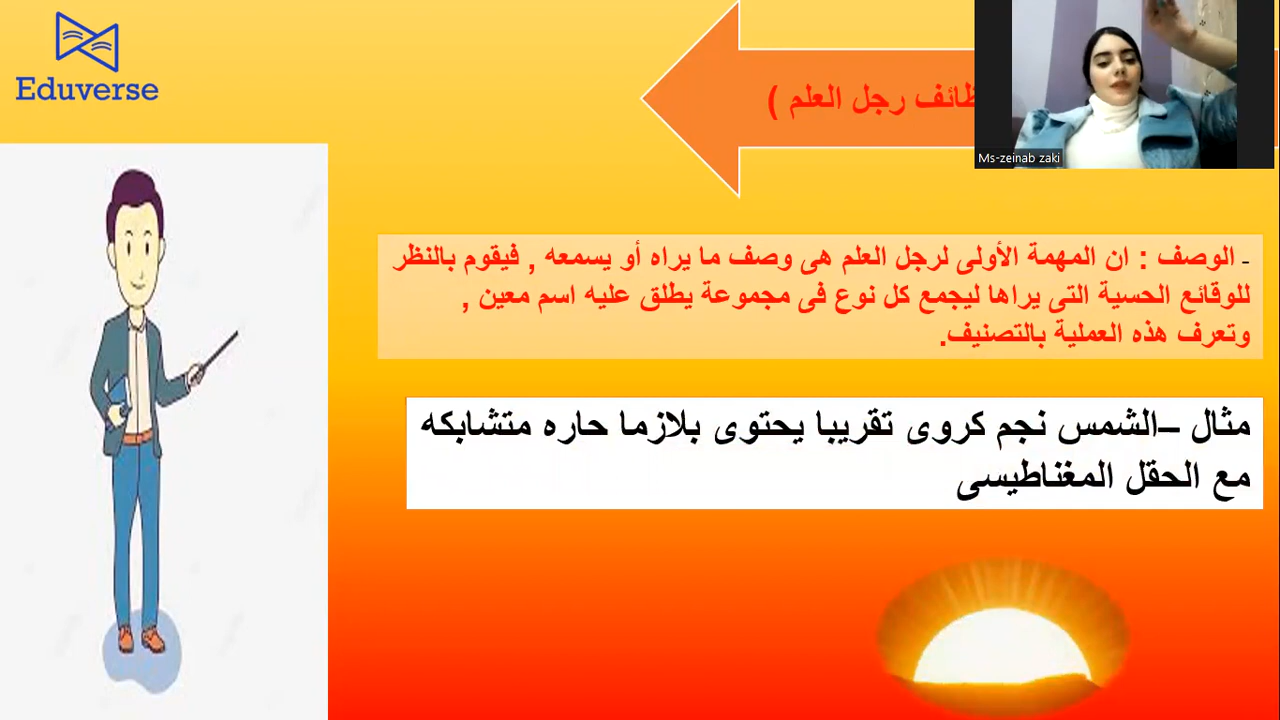 Eduverse
رجل العلم )
Ms-zeinab zaki
- الوصف : ان المهمة الأولى لرجل العلم هى وصف ما يراه أو يسمعه , فيقوم بالنظر
للوقائع الحسية التى يراها ليجمع كل نوع فى مجموعة يطلق عليه اسم معين ,
وتعرف هذه العملية بالتصنيف.
مثال –الشمس نجم كروى تقريبا يحتوى بلازما حاره متشابكه
مع الحقل المغناطيسى